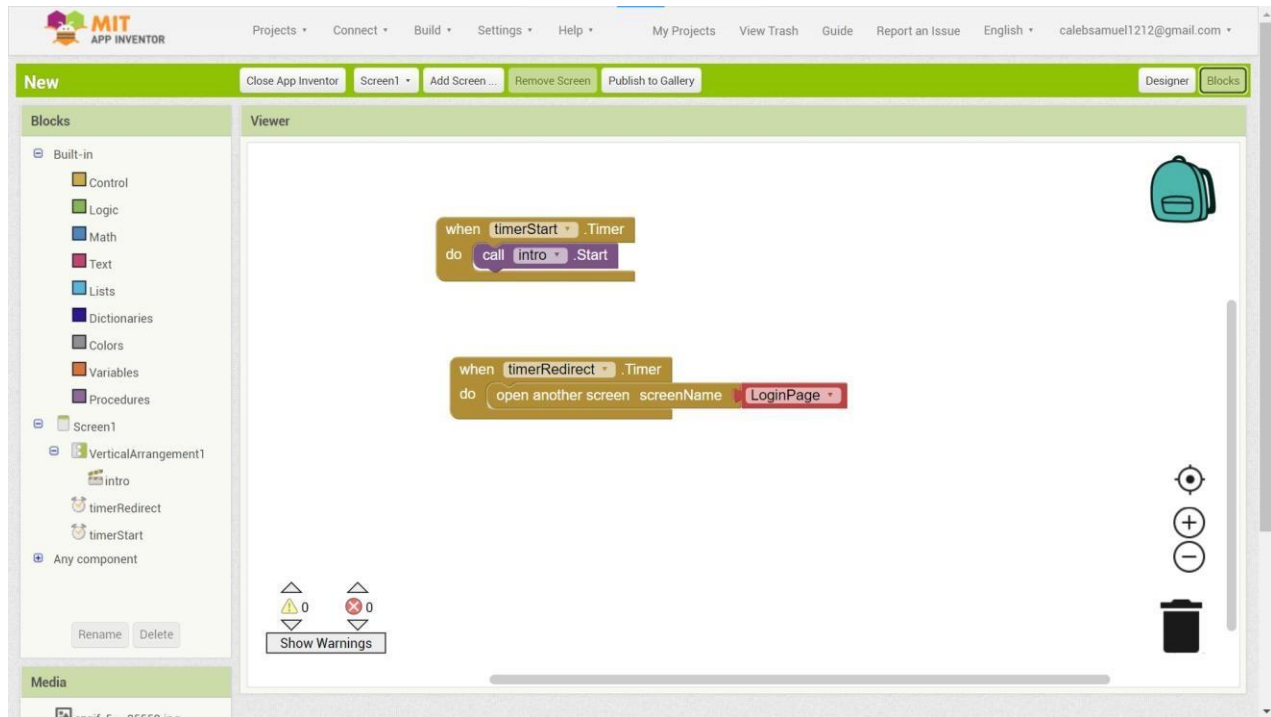 MIT
APP INVENTOR
Projects Connect Build Settings Help My Projects View Trash Guide Report an Issue English calebsamuel1212@gmail.com
New
Close App Inventor Screen1 Add Screen ... Remove Screen Publish to Gallery Designer Blocks
Blocks
Viewer
Built-in
Control
Logic
Math
Text
Lists
Dictionaries
Colors
Variables
Procedures
Screen1
VerticalArrangement1
intro
timerRedirect
timerStart
Any component
Rename Delete
Media
when timerStart .Timer
do call intro .Start
when timerRedirect .Timer
do open another screen screenName LoginPage
0 0
Show Warnings